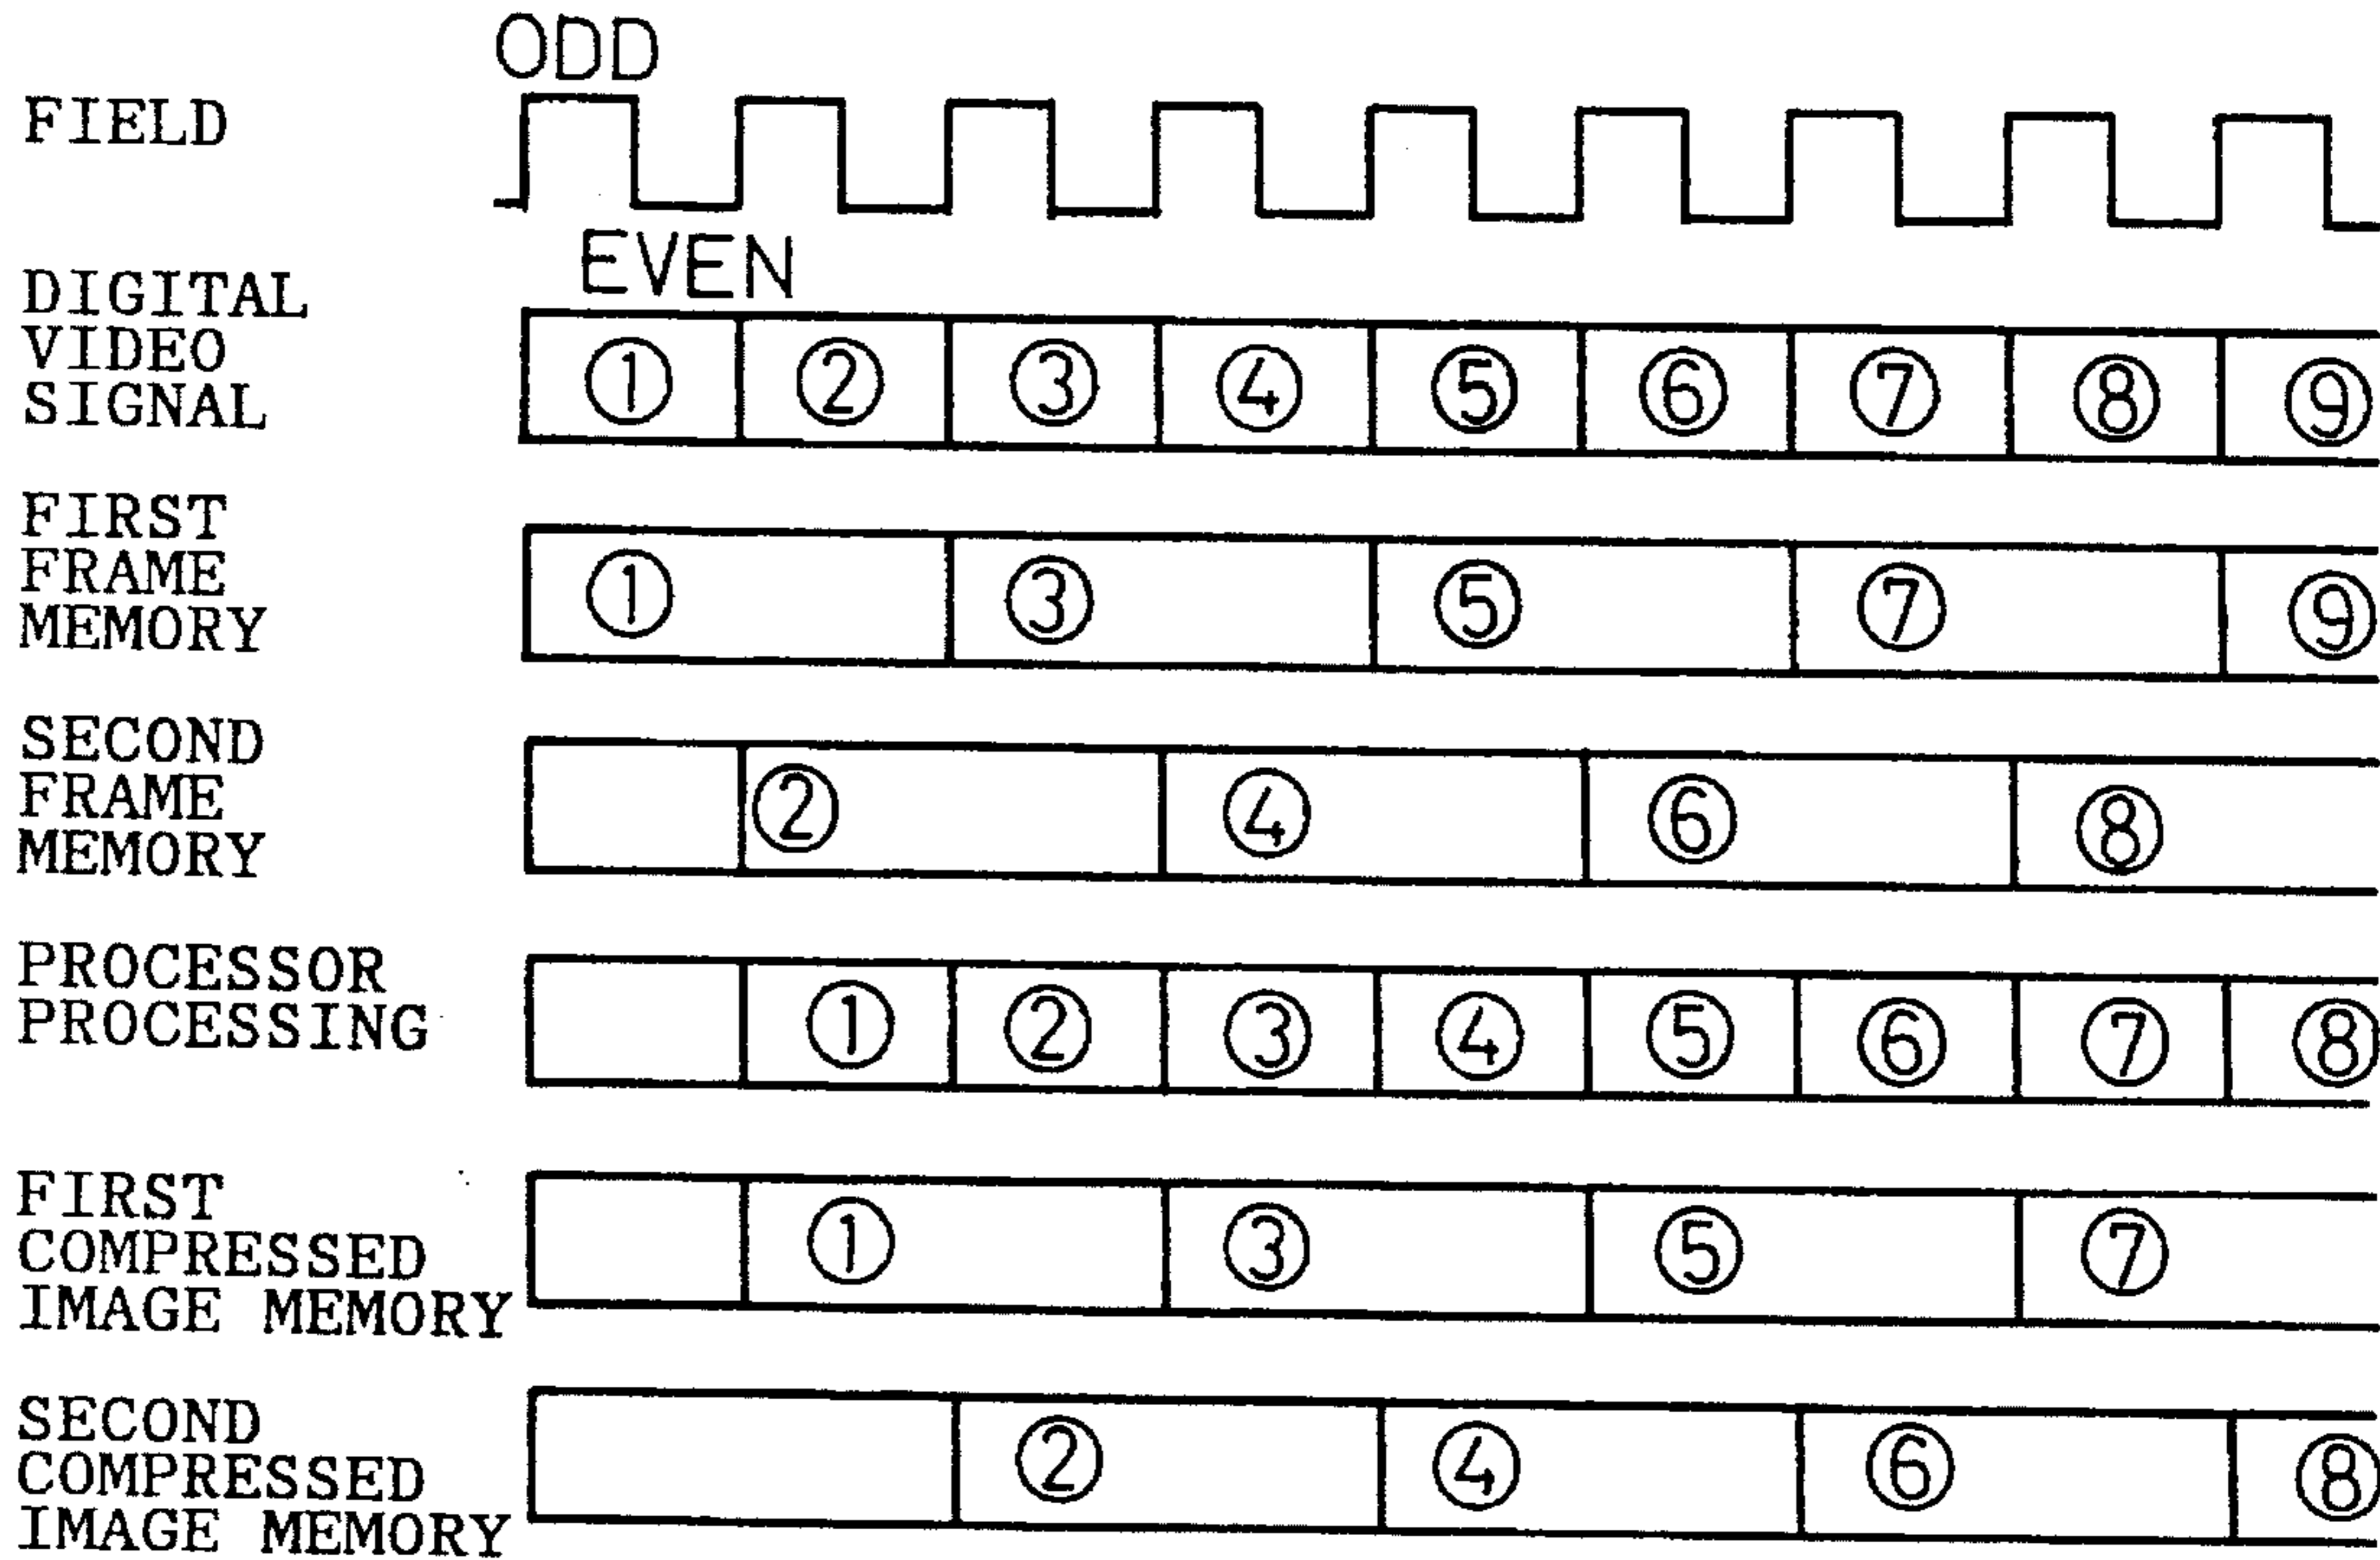 ODD
FIELD
EVEN
DIGITAL
VIDEO
SIGNAL
① ② ③ ④ ⑤ ⑥ ⑦ ⑧ ⑨
FIRST
FRAME
MEMORY
① ③ ⑤ ⑦ ⑨
SECOND
FRAME
MEMORY
② ④ ⑥ ⑧
PROCESSOR
PROCESSING
① ② ③ ④ ⑤ ⑥ ⑦ ⑧
FIRST
COMPRESSED
IMAGE MEMORY
① ③ ⑤ ⑦
SECOND
COMPRESSED
IMAGE MEMORY
② ④ ⑥ ⑧